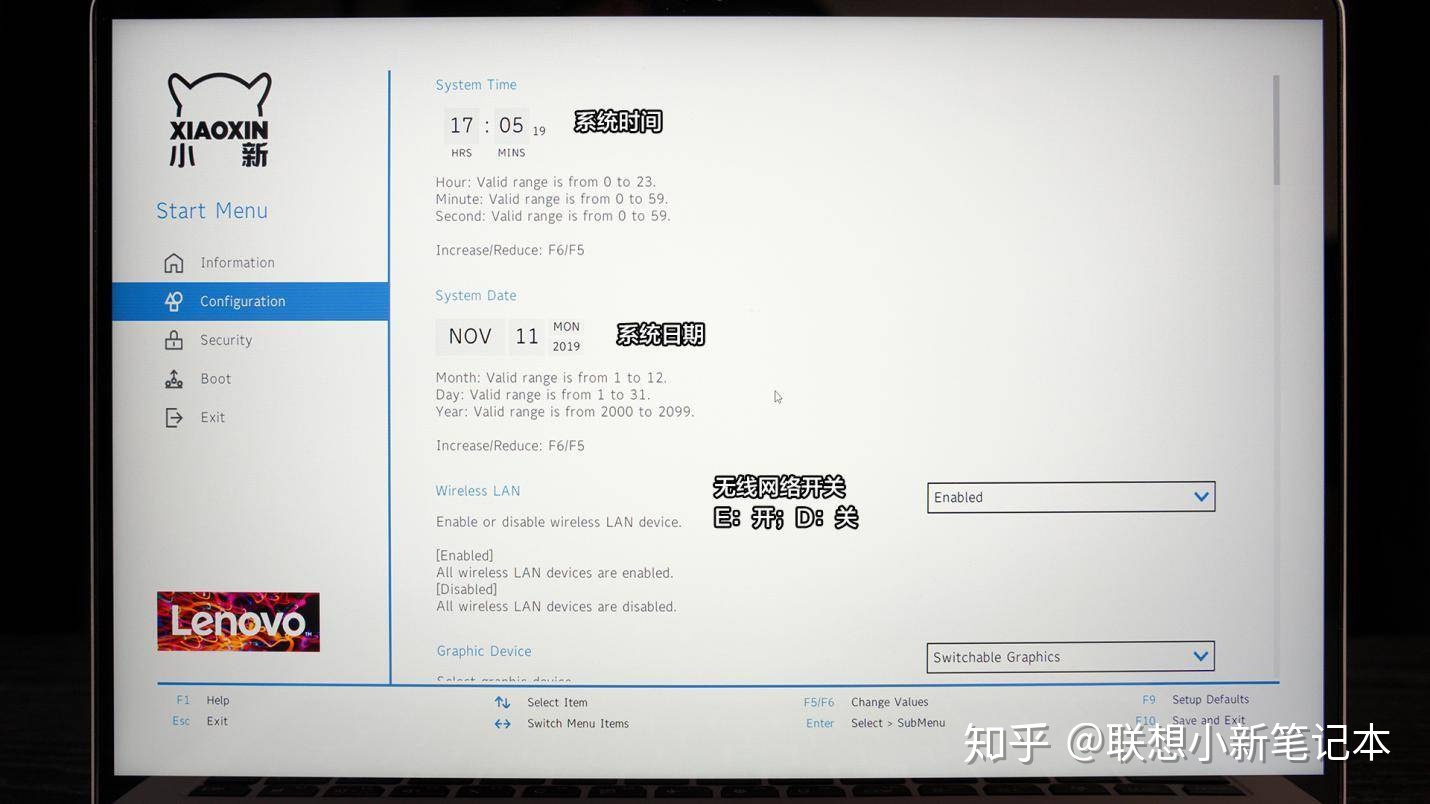 XIAOXIN
小 新
Start Menu
Information
Configuration
Security
Boot
Exit
Lenovo
System Time
17 : 05 19
HRS MINS
系统时间
Hour: Valid range is from 0 to 23.
Minute: Valid range is from 0 to 59.
Second: Valid range is from 0 to 59.
Increase/Reduce: F6/F5
System Date
NOV 11 MON
2019
系统日期
Month: Valid range is from 1 to 12.
Day: Valid range is from 1 to 31.
Year: Valid range is from 2000 to 2099.
Increase/Reduce: F6/F5
Wireless LAN
无线网络开关
E：开；D：关
Enabled
Enable or disable wireless LAN device.
[Enabled]
All wireless LAN devices are enabled.
[Disabled]
All wireless LAN devices are disabled.
Graphic Device
Switchable Graphics
Select graphic device
F1 Help
Esc Exit
Select Item
Switch Menu Items
F5/F6 Change Values
Enter Select > SubMenu
F9 Setup Defaults
F10 Save and Exit
知乎 @联想小新笔记本